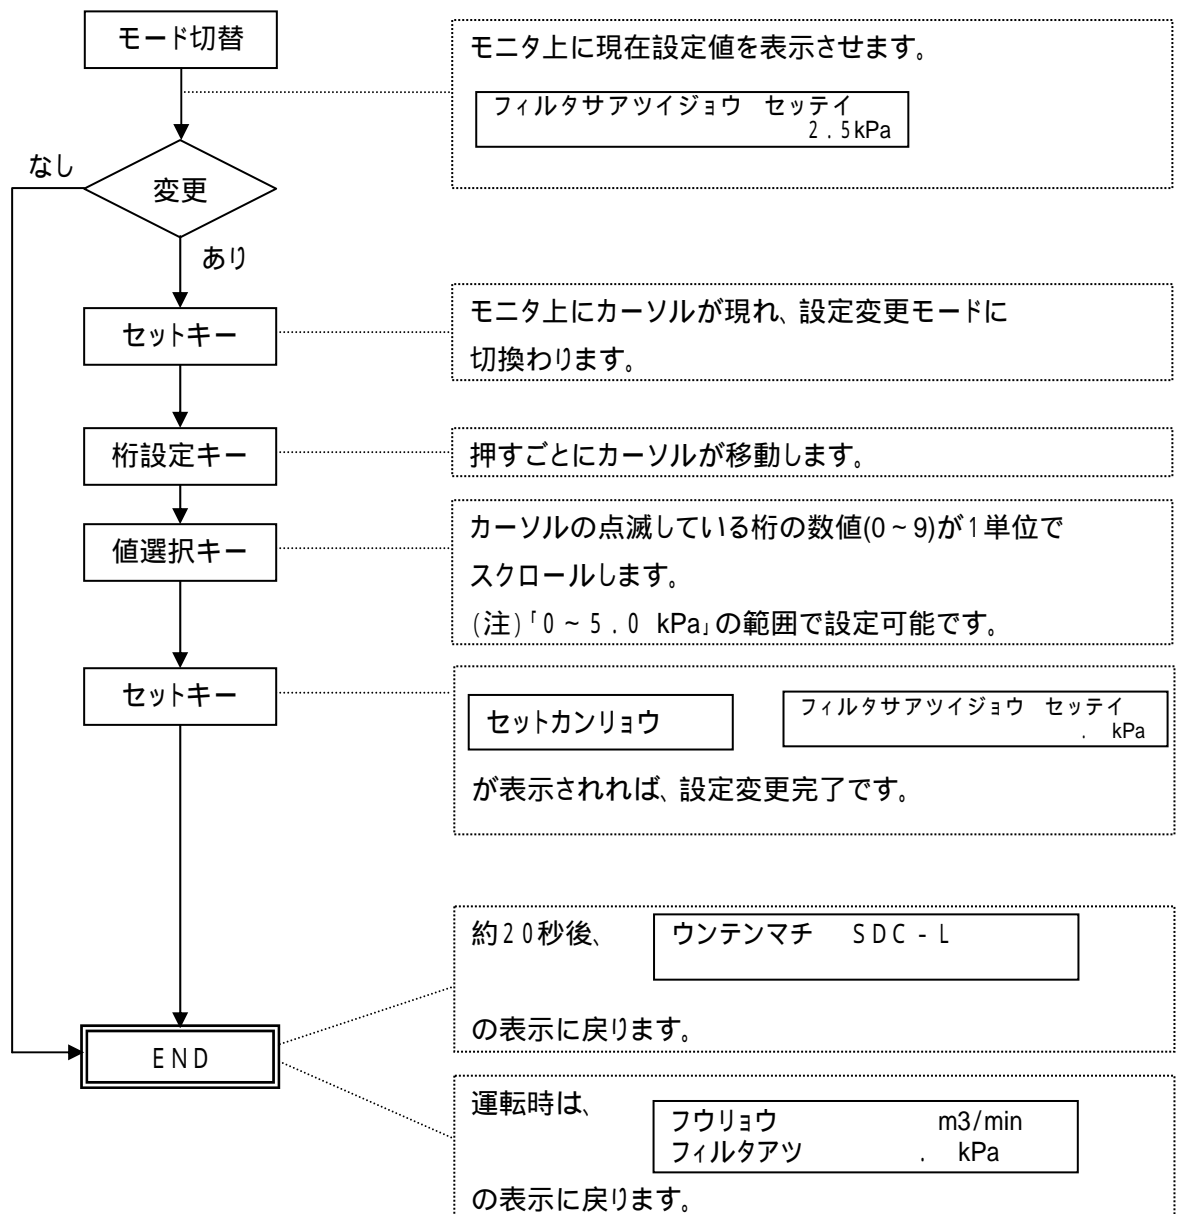 モード切替
モニタ上に現在設定値を表示させます。
フィルタサアツイジョウ セッテイ
2.5kPa
なし
変更
あり
セットキー
モニタ上にカーソルが現れ、設定変更モードに
切換わります。
桁設定キー
押すごとにカーソルが移動します。
値選択キー
カーソルの点滅している桁の数値(0~9)が1単位で
スクロールします。
(注)「0~5.0 kPa」の範囲で設定可能です。
セットキー
セットカンリョウ
フィルタサアツイジョウ セッテイ
. kPa
が表示されれば、設定変更完了です。
約20秒後、
ウンテンマチ SDC-L
の表示に戻ります。
END
運転時は、
フウリョウ m3/min
フィルタアツ . kPa
の表示に戻ります。